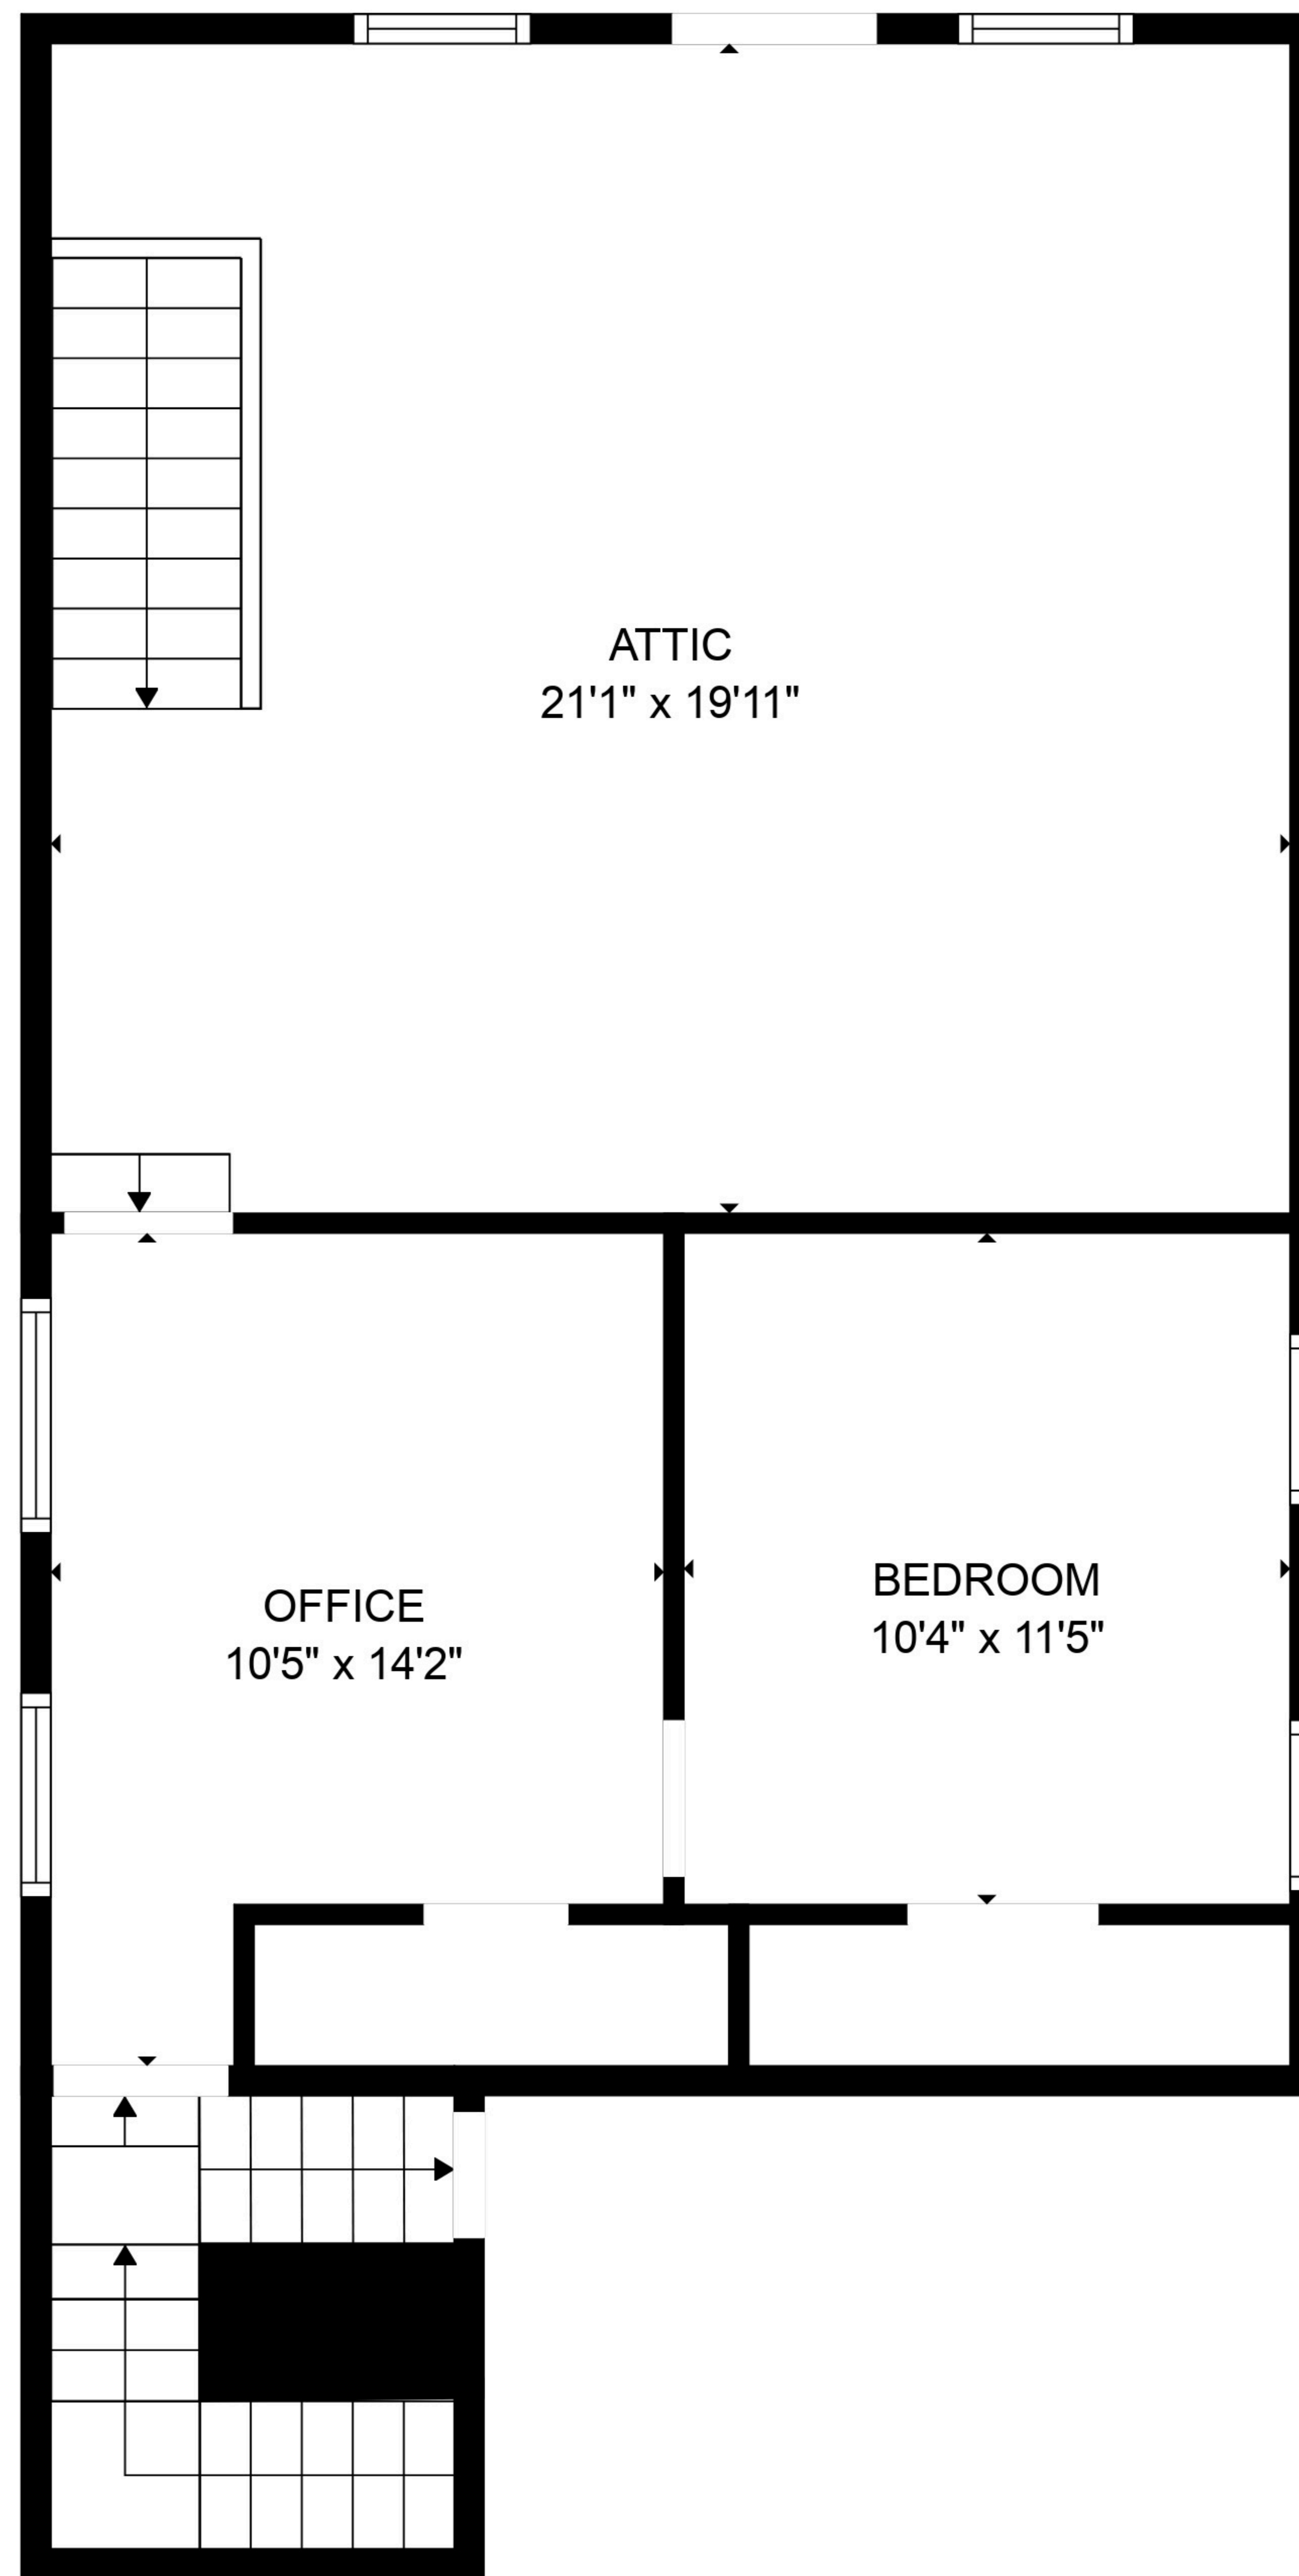 ATTIC
21'1" x 19'11"
OFFICE
10'5" x 14'2"
BEDROOM
10'4" x 11'5"